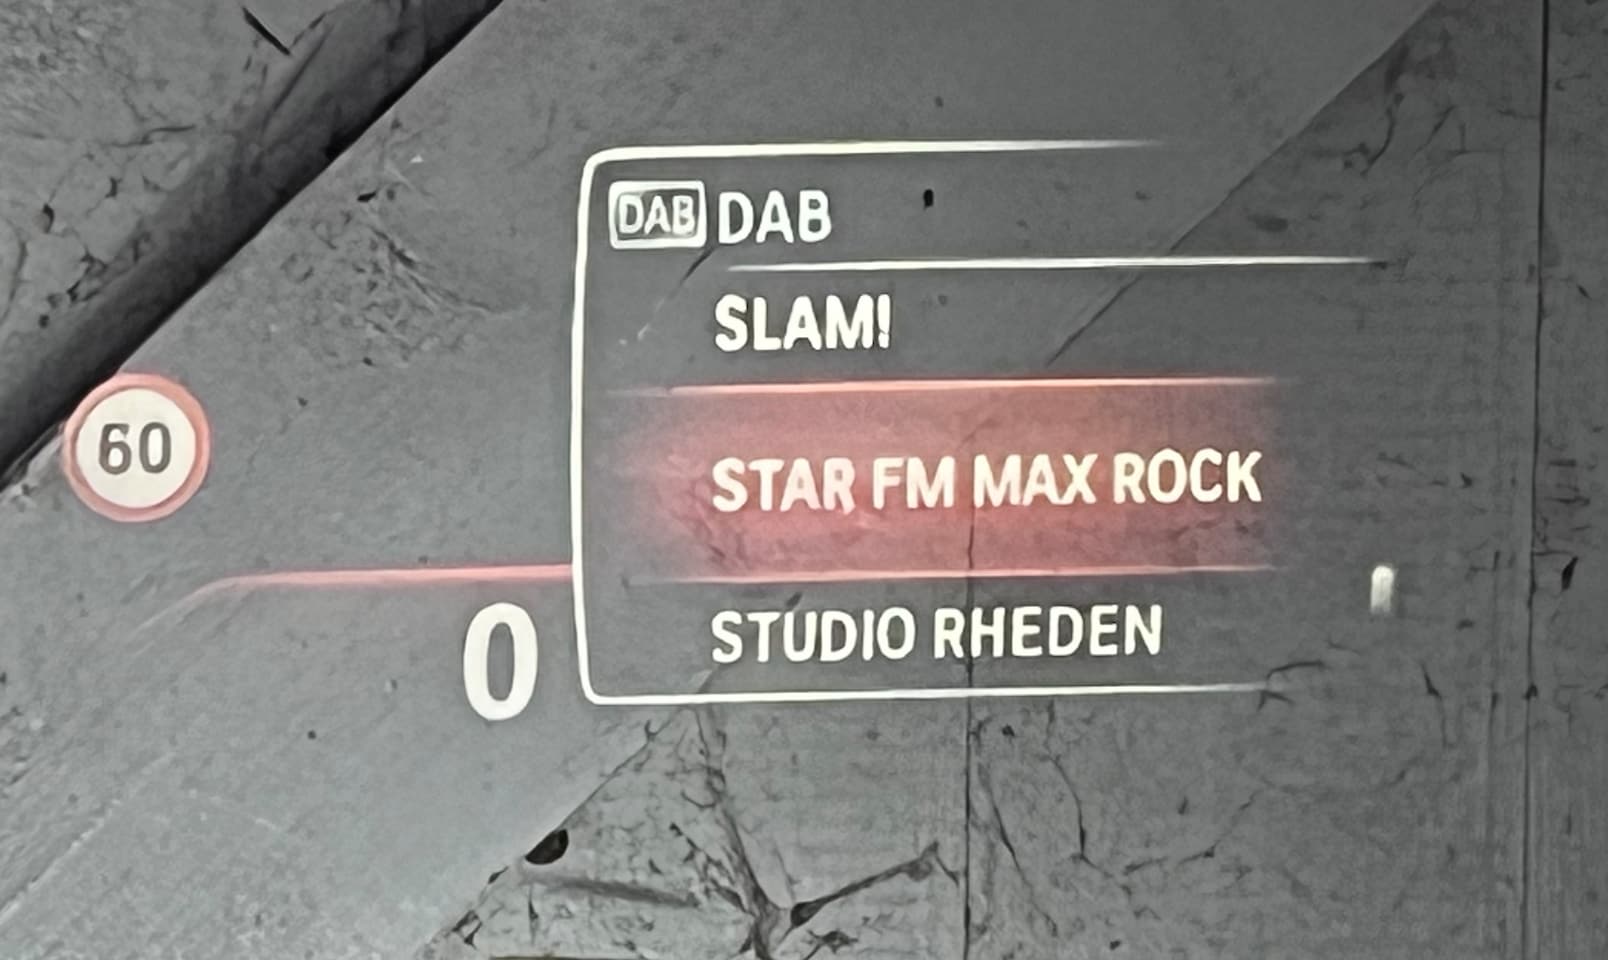 DAB DAB
SLAM!
60
STAR FM MAX ROCK
0
STUDIO RHEDEN